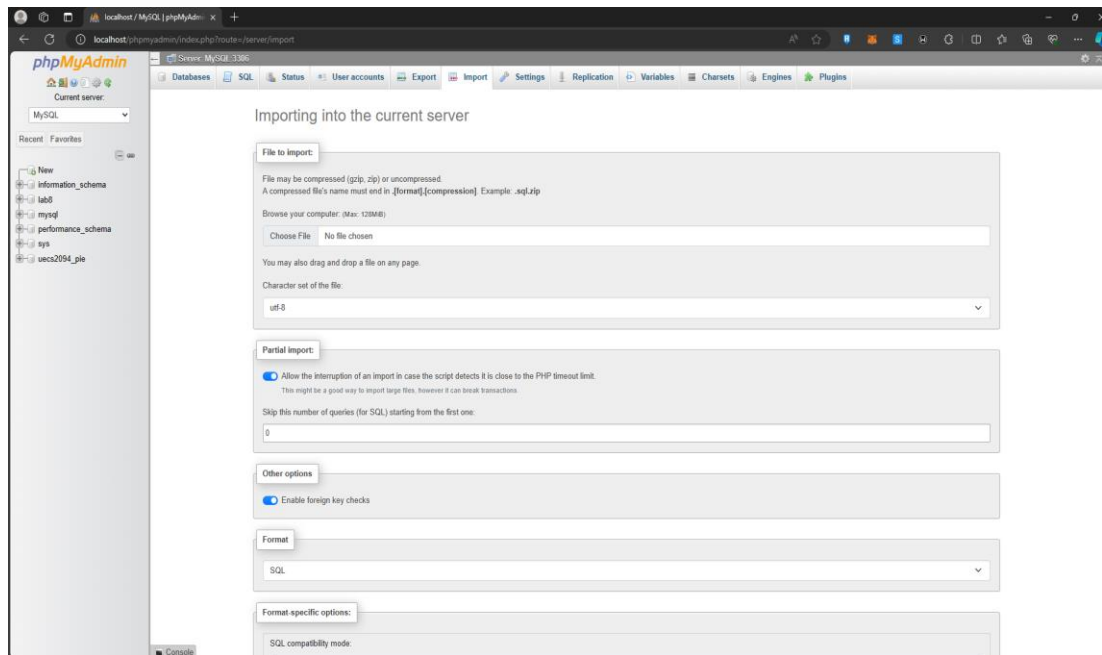 localhost / MySQL | phpMyAdmi
localhost/phpmyadmin/index.php?route=/server/import
phpMyAdmin
Current server:
MySQL
Recent Favorites
New
information_schema
lab8
mysql
performance_schema
sys
uecs2094_pie
Server: MySQL:3306
Databases SQL Status User accounts Export Import Settings Replication Variables Charsets Engines Plugins
Importing into the current server
File to import:
File may be compressed (gzip, zip) or uncompressed.
A compressed file's name must end in .[format].[compression]. Example: .sql.zip
Browse your computer: (Max: 128MiB)
Choose File No file chosen
You may also drag and drop a file on any page.
Character set of the file:
utf-8
Partial import:
Allow the interruption of an import in case the script detects it is close to the PHP timeout limit.
This might be a good way to import large files, however it can break transactions.
Skip this number of queries (for SQL) starting from the first one:
0
Other options
Enable foreign key checks
Format
SQL
Format-specific options:
SQL compatibility mode:
Console